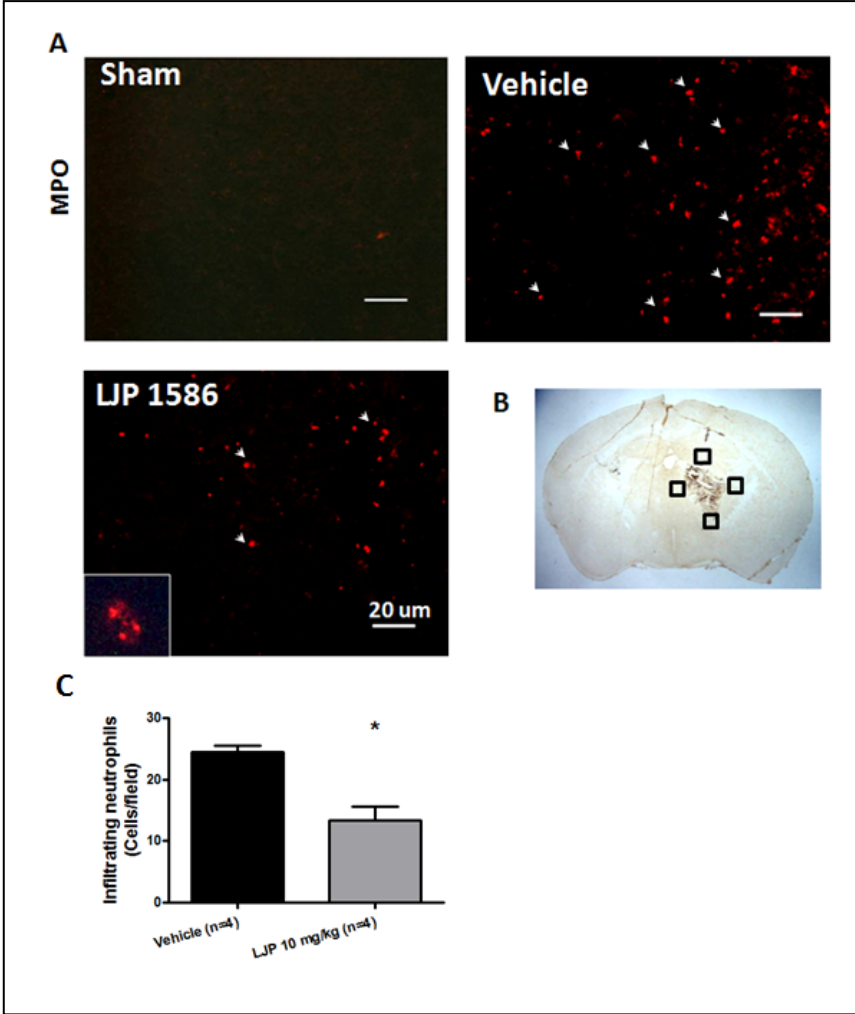 A
Sham
Vehicle
MPO
LJP 1586
20 um
B
C
Infiltrating neutrophils
(Cells/field)
30
20
10
0
*
Vehicle (n=4)
LJP 10 mg/kg (n=4)